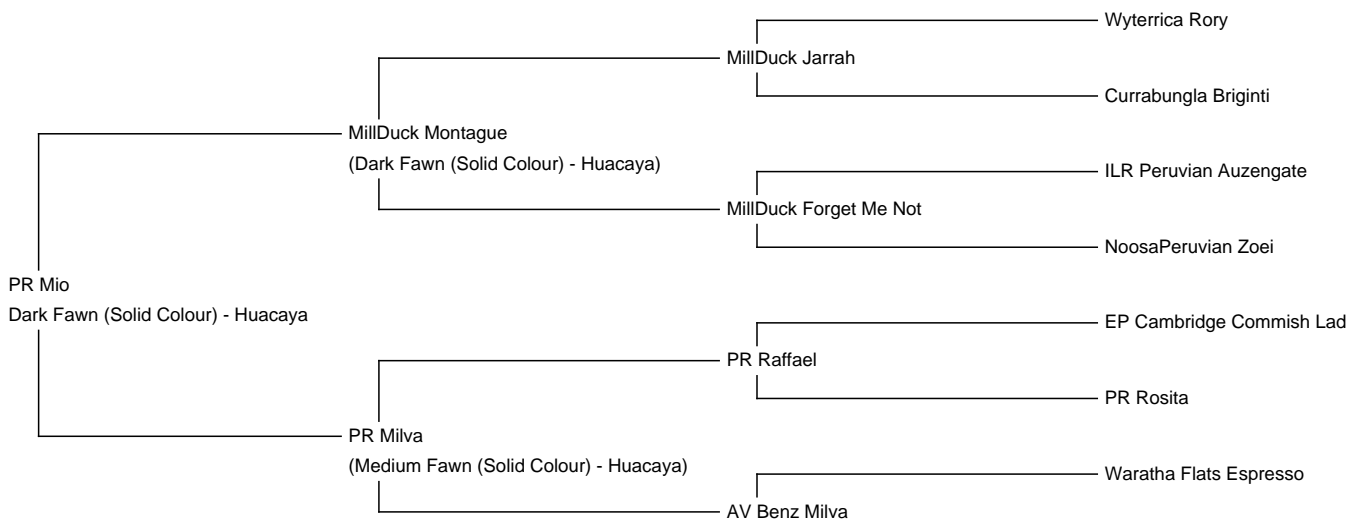 Wyterrica Rory
MillDuck Jarrah
Currabungla Briginti
MillDuck Montague
(Dark Fawn (Solid Colour) - Huacaya)
ILR Peruvian Auzengate
MillDuck Forget Me Not
NoosaPeruvian Zoei
PR Mio
Dark Fawn (Solid Colour) - Huacaya
EP Cambridge Commish Lad
PR Raffael
PR Rosita
PR Milva
(Medium Fawn (Solid Colour) - Huacaya)
Waratha Flats Espresso
AV Benz Milva